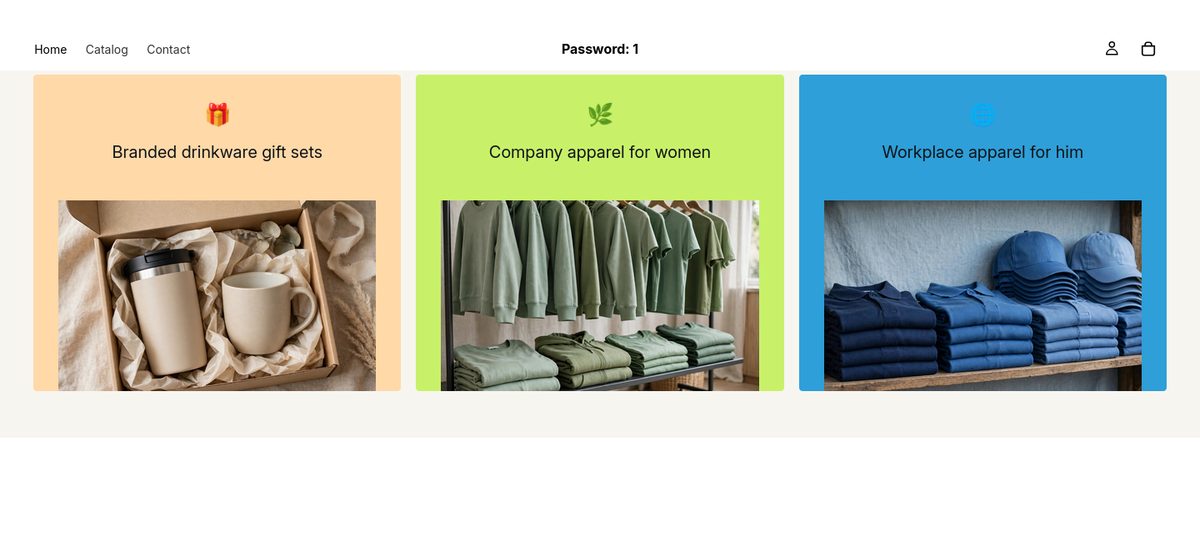 Home Catalog Contact Password: 1
Branded drinkware gift sets
Company apparel for women
Workplace apparel for him